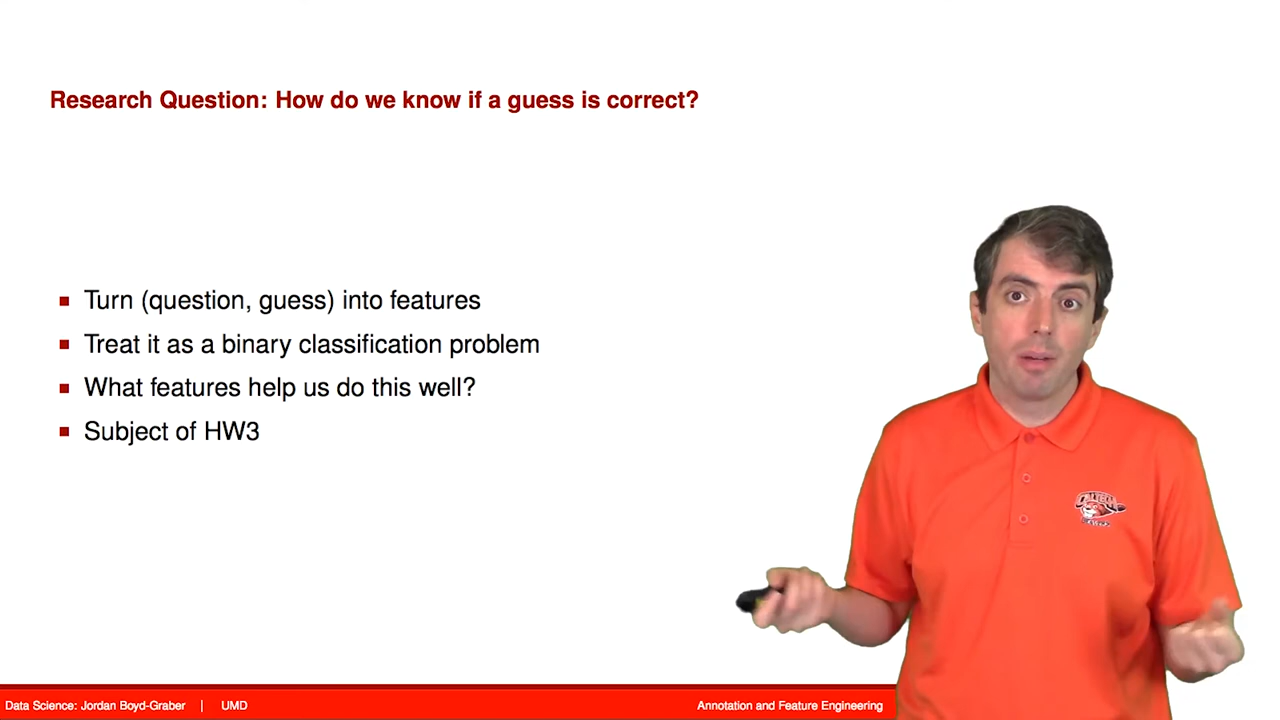 Research Question: How do we know if a guess is correct?
Turn (question, guess) into features
Treat it as a binary classification problem
What features help us do this well?
Subject of HW3
CALTECH
Data Science: Jordan Boyd-Graber | UMD
Annotation and Feature Engineering